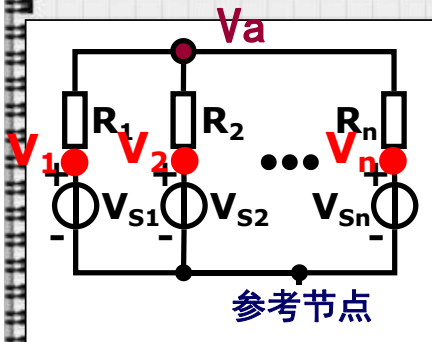 Va
R1 R2 Rn
V1 V2 Vn
+ + +
VS1 VS2 VSn
- - -
参考节点